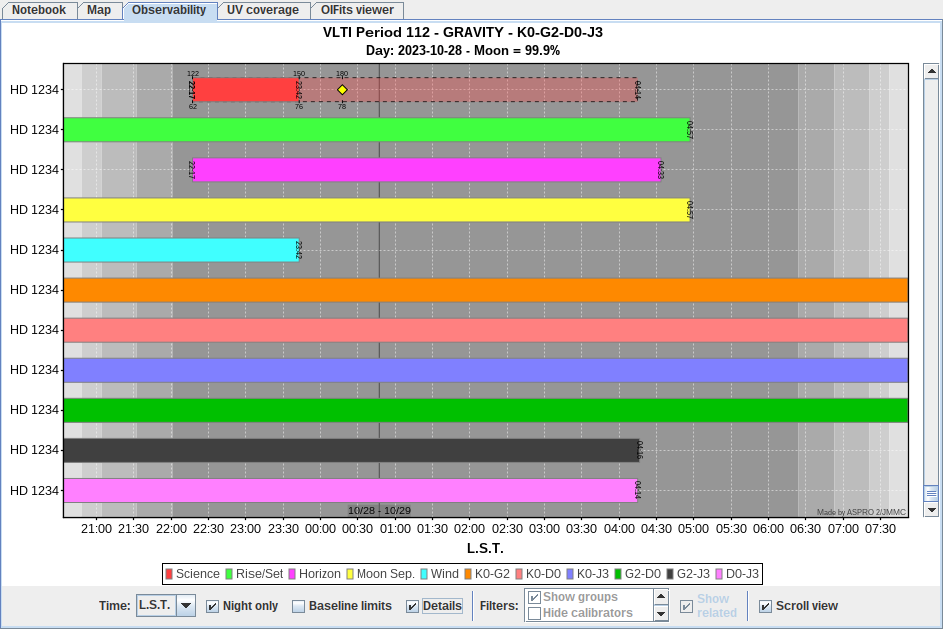 Notebook Map Observability UV coverage OIFits viewer
VLTI Period 112 - GRAVITY - K0-G2-D0-J3
Day: 2023-10-28 - Moon = 99.9%
122 150 180
HD 1234 22:17 23:42 04:14
62 76 78
HD 1234 04:57
HD 1234 22:17 04:33
HD 1234 04:57
HD 1234 23:42
HD 1234
HD 1234
HD 1234
HD 1234
HD 1234 04:16
HD 1234 04:14
10/28 - 10/29 Made by ASPRO 2/JMMC
21:00 21:30 22:00 22:30 23:00 23:30 00:00 00:30 01:00 01:30 02:00 02:30 03:00 03:30 04:00 04:30 05:00 05:30 06:00 06:30 07:00 07:30
L.S.T.
Science Rise/Set Horizon Moon Sep. Wind K0-G2 K0-D0 K0-J3 G2-D0 G2-J3 D0-J3
Time: L.S.T. Night only Baseline limits Details Filters: Show groups Show Scroll view
Hide calibrators related